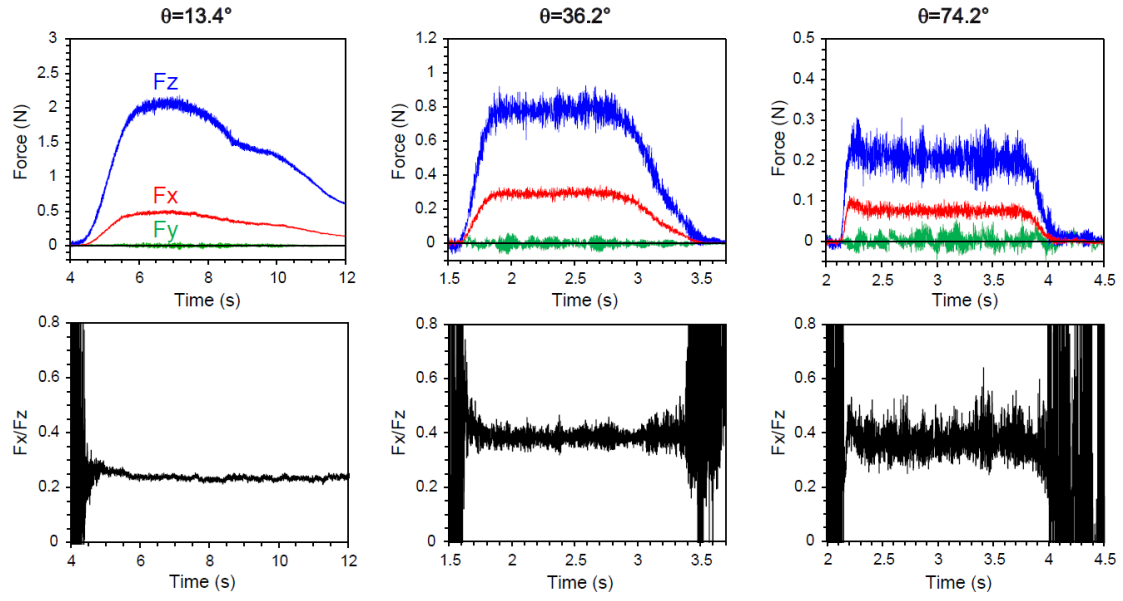 θ=13.4° θ=36.2° θ=74.2°
3
2.5
2
1.5
1
0.5
0
Force (N)
Fz
Fx
Fy
4 6 8 10 12
Time (s)
1.2
1
0.8
0.6
0.4
0.2
0
Force (N)
1.5 2 2.5 3 3.5
Time (s)
0.5
0.4
0.3
0.2
0.1
0
Force (N)
2 2.5 3 3.5 4 4.5
Time (s)
0.8
0.6
0.4
0.2
0
Fx/Fz
4 6 8 10 12
Time (s)
0.8
0.6
0.4
0.2
0
Fx/Fz
1.5 2 2.5 3 3.5
Time (s)
0.8
0.6
0.4
0.2
0
Fx/Fz
2 2.5 3 3.5 4 4.5
Time (s)